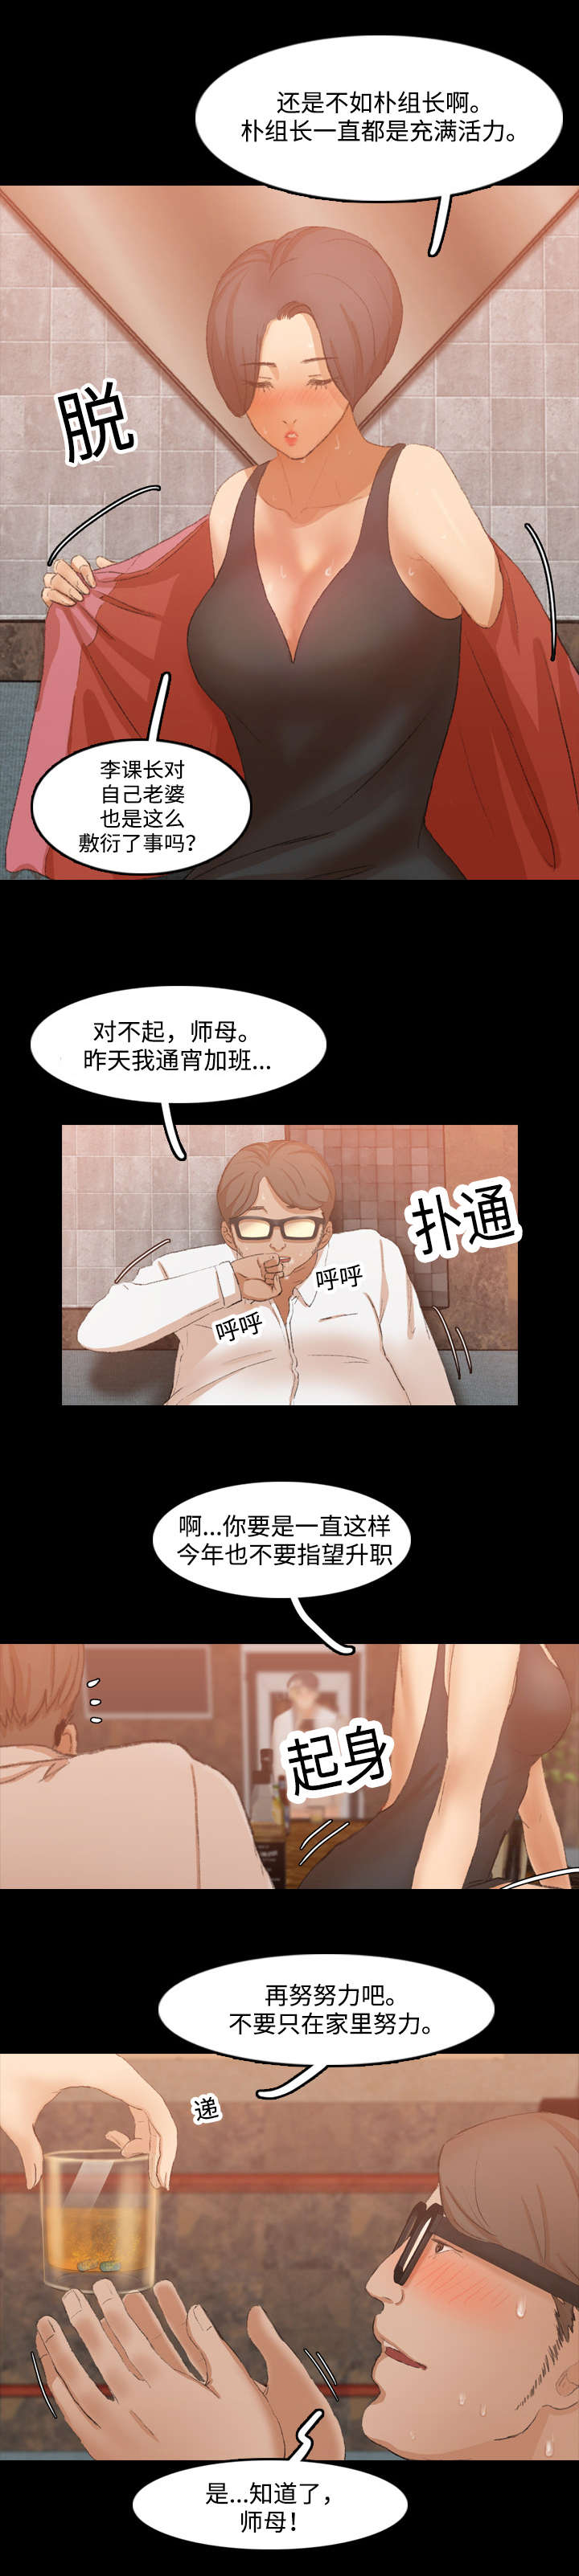 还是不如朴组长啊。
朴组长一直都是充满活力。
脱
李课长对
自己老婆
也是这么
敷衍了事吗?
对不起，师母。
昨天我通宵加班...
扑通
呼呼
呼呼
啊...你要是一直这样
今年也不要指望升职
起身
再努努力吧。
不要只在家里努力。
递
是...知道了，
师母!